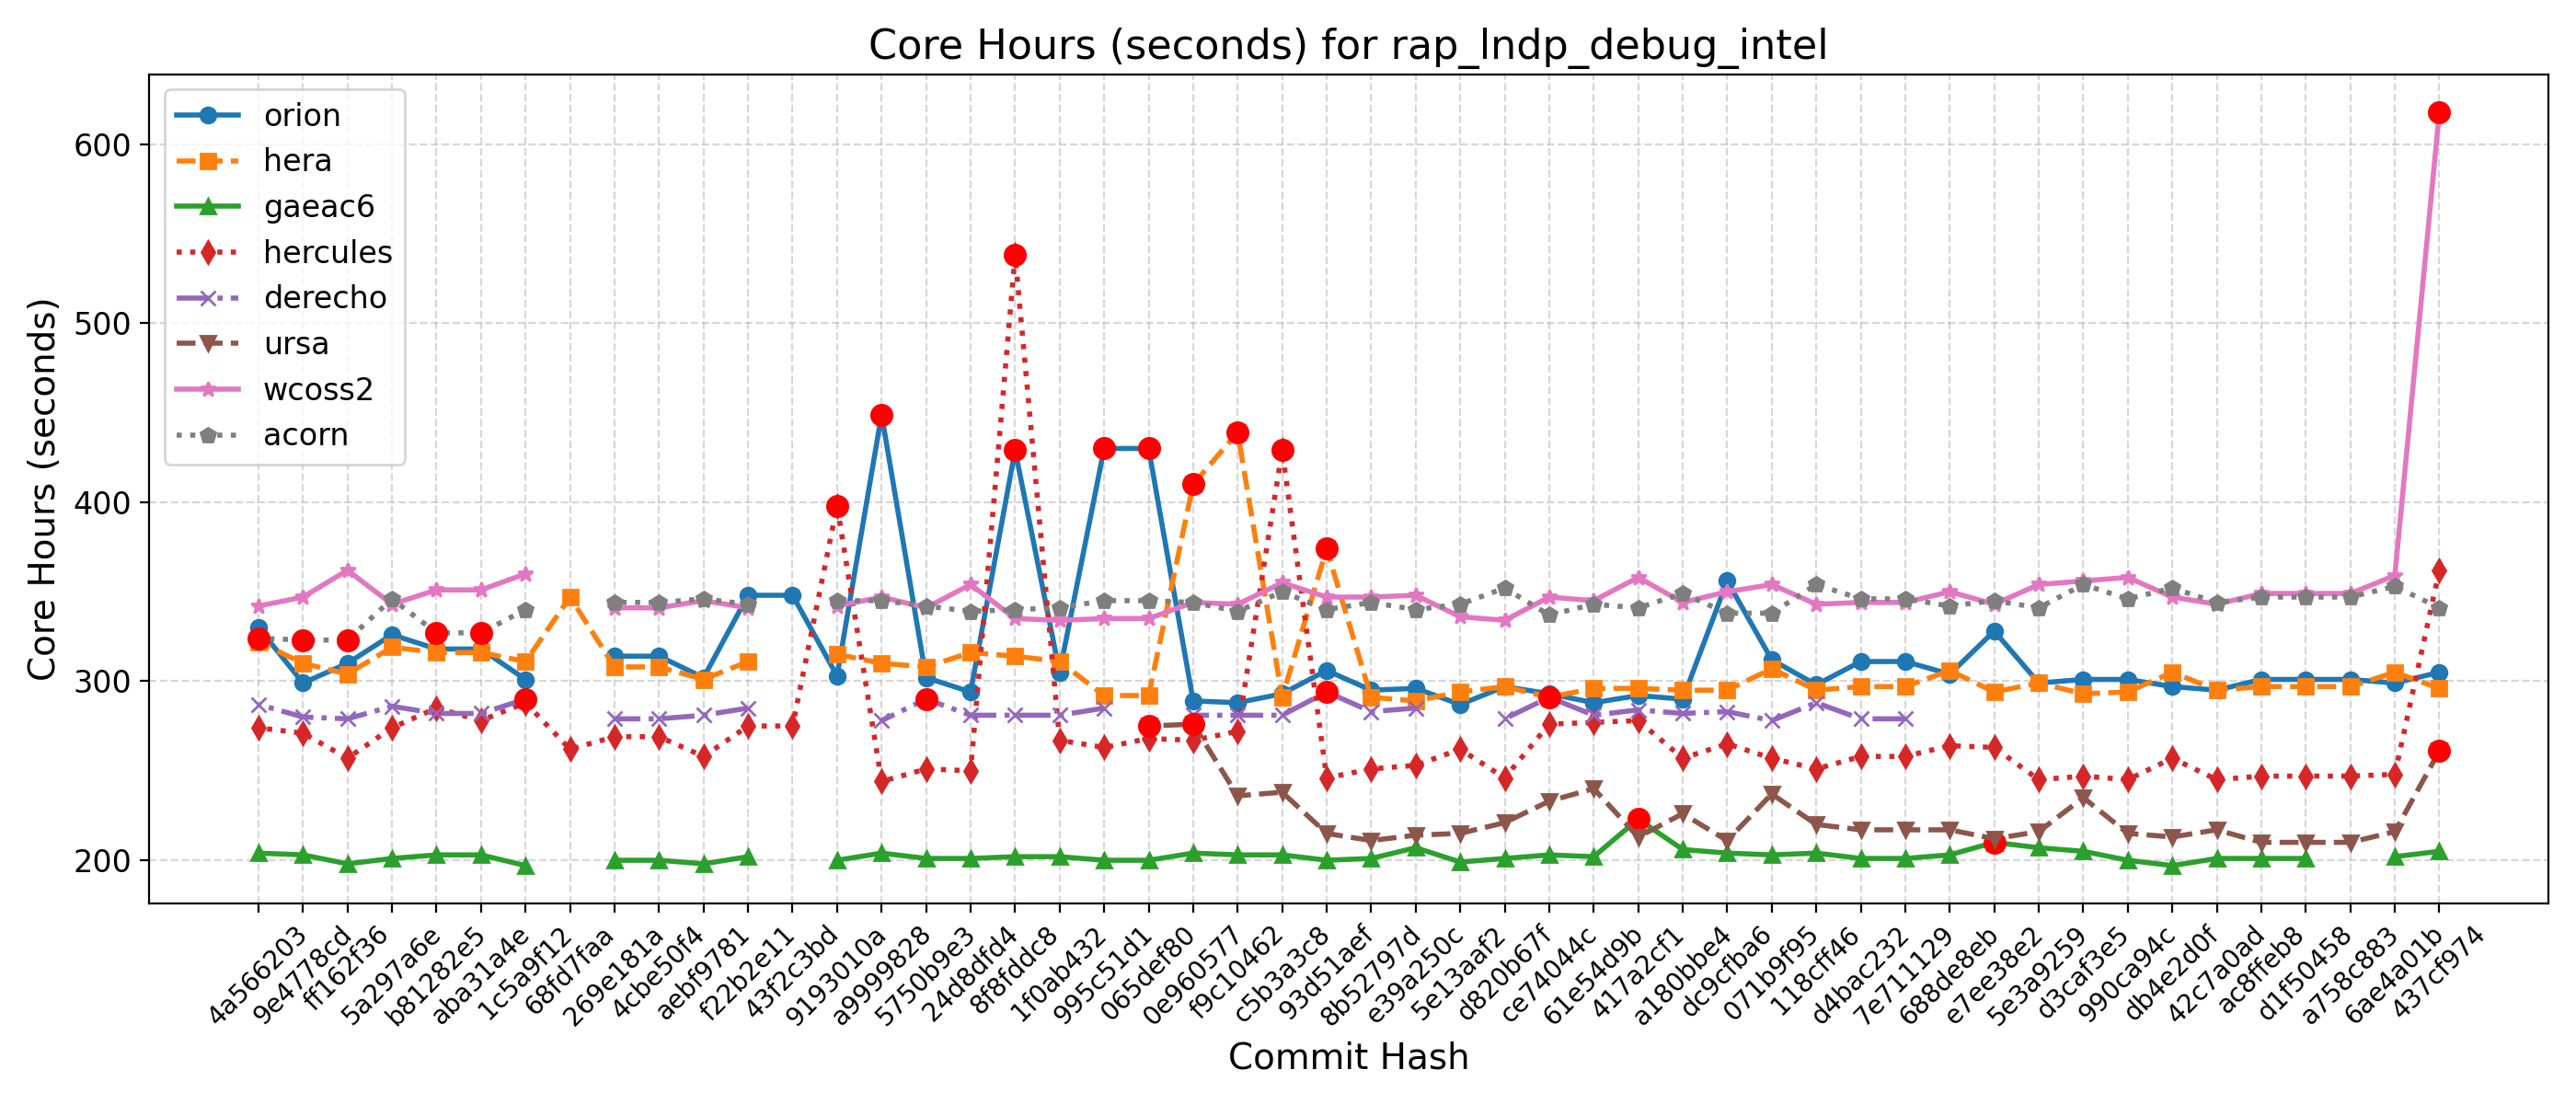 Core Hours (seconds) for rap_lndp_debug_intel
Core Hours (seconds)
600
500
400
300
200
orion
hera
gaeac6
hercules
derecho
ursa
wcoss2
acorn
4a566203
9e4778cd
ff162f36
5a297a6e
b81282e5
aba31a4e
1c5a9f12
68fd7faa
269e181a
4cbe50f4
aebf9781
f22b2e11
43f2c3bd
9193010a
a9999828
5750b9e3
24d8dfd4
8f8fddc8
1f0ab432
995c51d1
065def80
0e960577
f9c10462
c5b3a3c8
93d51aef
8b52797d
e39a250c
5e13aaf2
d820b67f
ce74044c
61e54d9b
417a2cf1
a180bbe4
dc9cfba6
071b9f95
118cff46
d4bac232
7e711129
688de8eb
e7ee38e2
5e3a9259
d3caf3e5
990ca94c
db4e2d0f
42c7a0ad
ac8ffeb8
d1f50458
a758c883
6ae4a01b
437cf974
Commit Hash